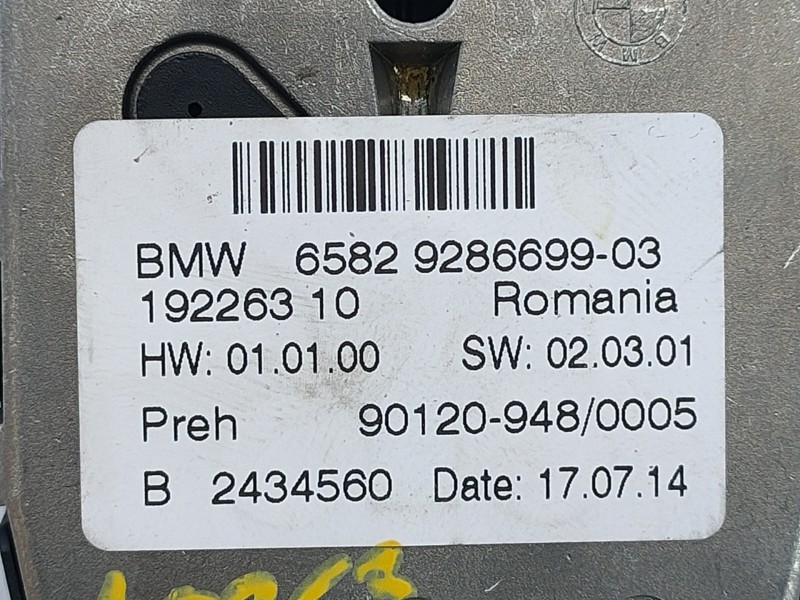 BMW
BMW 6582 9286699-03
192263 10 Romania
HW: 01.01.00 SW: 02.03.01
Preh 90120-948/0005
B 2434560 Date: 17.07.14